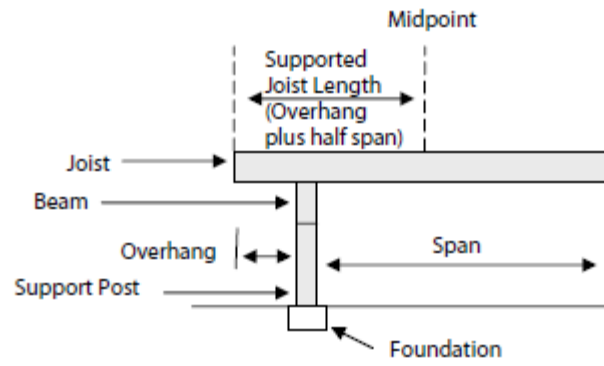 Midpoint
Supported
Joist Length
(Overhang
plus half span)
Joist
Beam
Overhang
Span
Support Post
Foundation